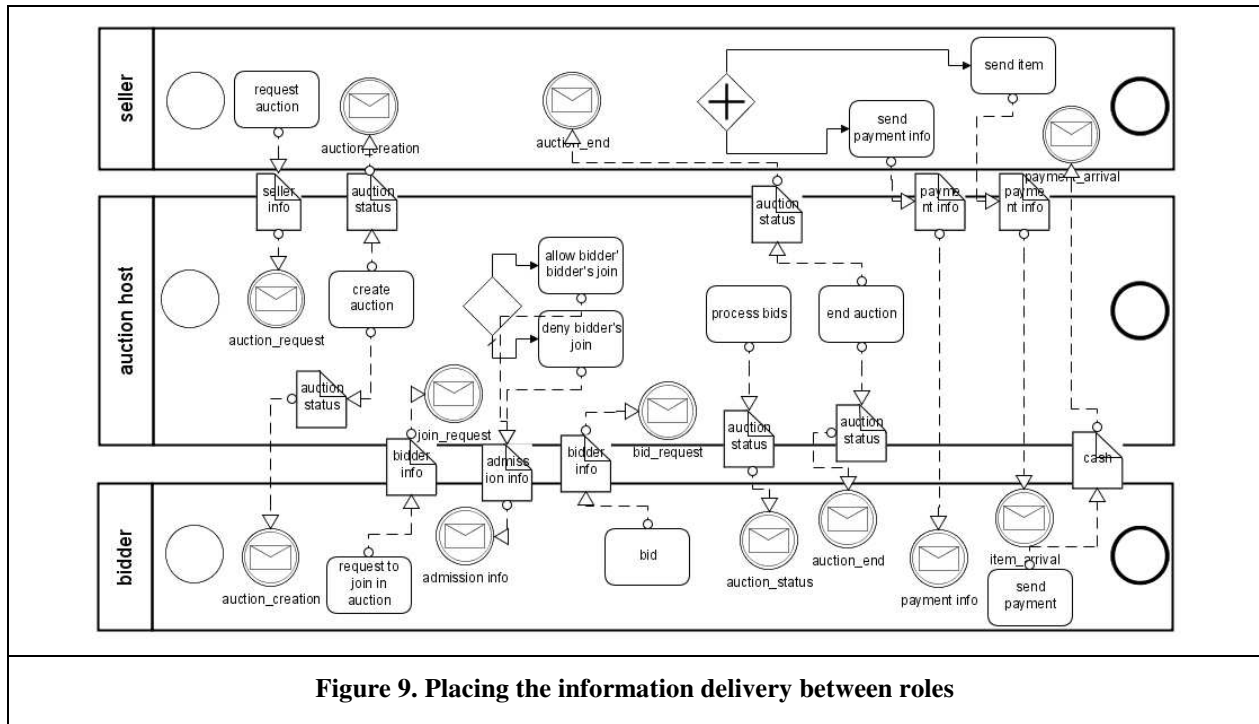 seller
request
auction
auction_creation
auction_end
send item
send
payment info
payment_arrival
seller
info
auction
status
auction
status
payme
nt info
payme
nt info
auction host
auction_request
create
auction
allow bidder'
bidder's join
deny bidder's
join
process bids
end auction
auction
status
join_request
bid_request
bidder
info
admiss
ion info
bidder
info
auction
status
auction
status
cash
bidder
auction_creation
request to
join in
auction
admission info
bid
auction_status
auction_end
payment info
item_arrival
send
payment
Figure 9. Placing the information delivery between roles